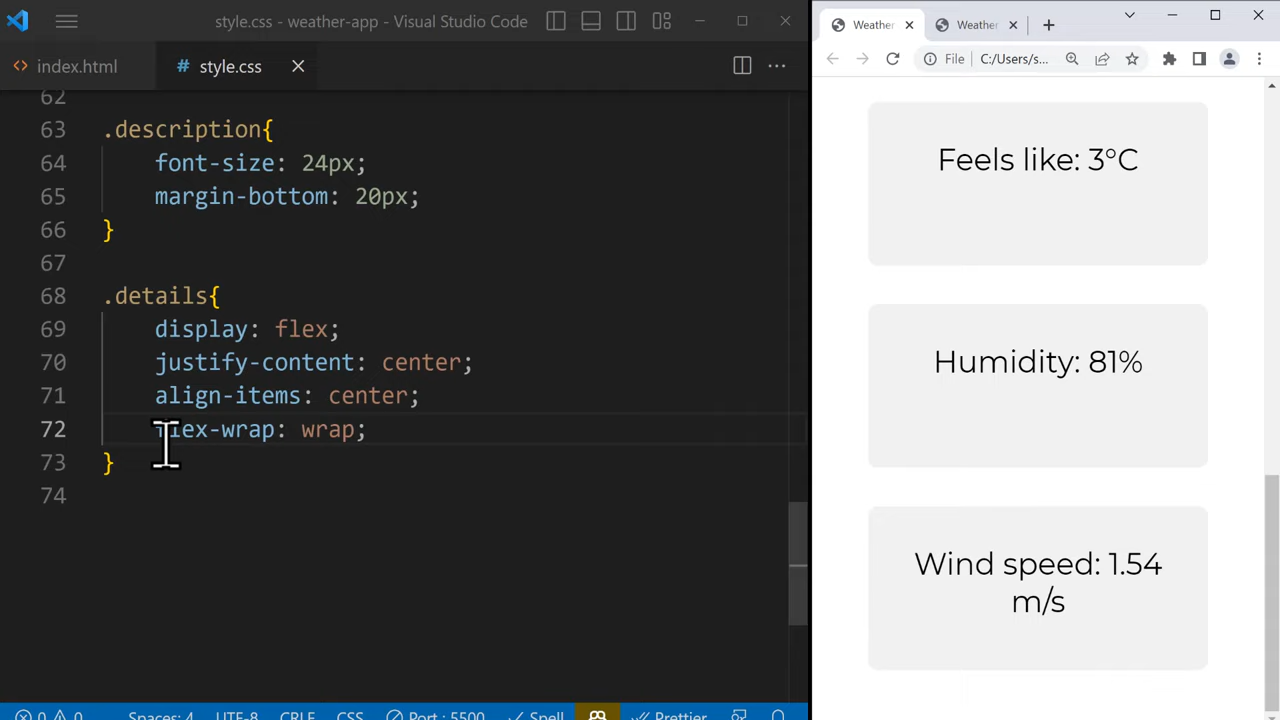 style.css - weather-app - Visual Studio Code
index.html
# style.css
62
63 .description{
64 font-size: 24px;
65 margin-bottom: 20px;
66 }
67
68 .details{
69 display: flex;
70 justify-content: center;
71 align-items: center;
72 flex-wrap: wrap;
73 }
74
0 0 Spaces: 4 UTF-8 CRLF CSS Port : 5500 Spell Prettier
Weather
Weather
File C:/Users/s...
Feels like: 3°C
Humidity: 81%
Wind speed: 1.54
m/s